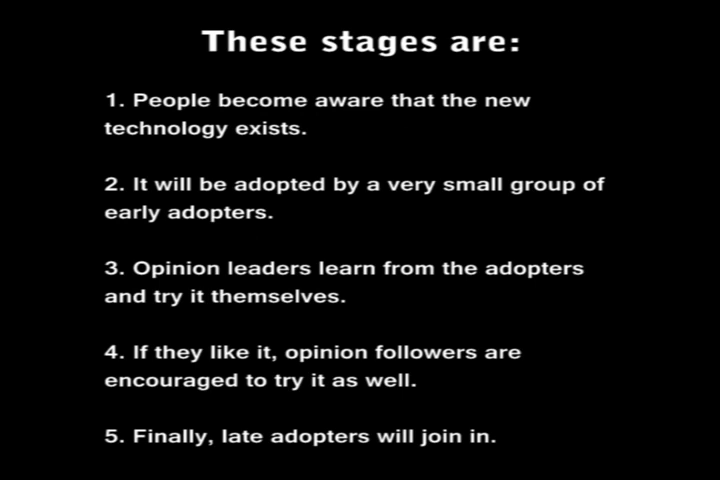 These stages are:
1. People become aware that the new
technology exists.
2. It will be adopted by a very small group of
early adopters.
3. Opinion leaders learn from the adopters
and try it themselves.
4. If they like it, opinion followers are
encouraged to try it as well.
5. Finally, late adopters will join in.